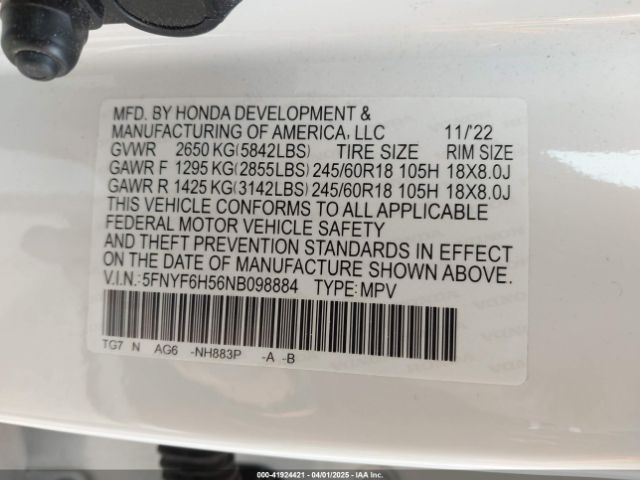 MFD. BY HONDA DEVELOPMENT &
MANUFACTURING OF AMERICA, LLC 11/'22
GVWR 2650 KG(5842LBS) TIRE SIZE RIM SIZE
GAWR F 1295 KG(2855LBS) 245/60R18 105H 18X8.0J
GAWR R 1425 KG(3142LBS) 245/60R18 105H 18X8.0J
THIS VEHICLE CONFORMS TO ALL APPLICABLE
FEDERAL MOTOR VEHICLE SAFETY
AND THEFT PREVENTION STANDARDS IN EFFECT
ON THE DATE OF MANUFACTURE SHOWN ABOVE.
V.I.N.:5FNYF6H56NB098884 TYPE:MPV
TG7 N AG6 -NH883P -A -B
000-41924421 - 04/01/2025 - IAA Inc.